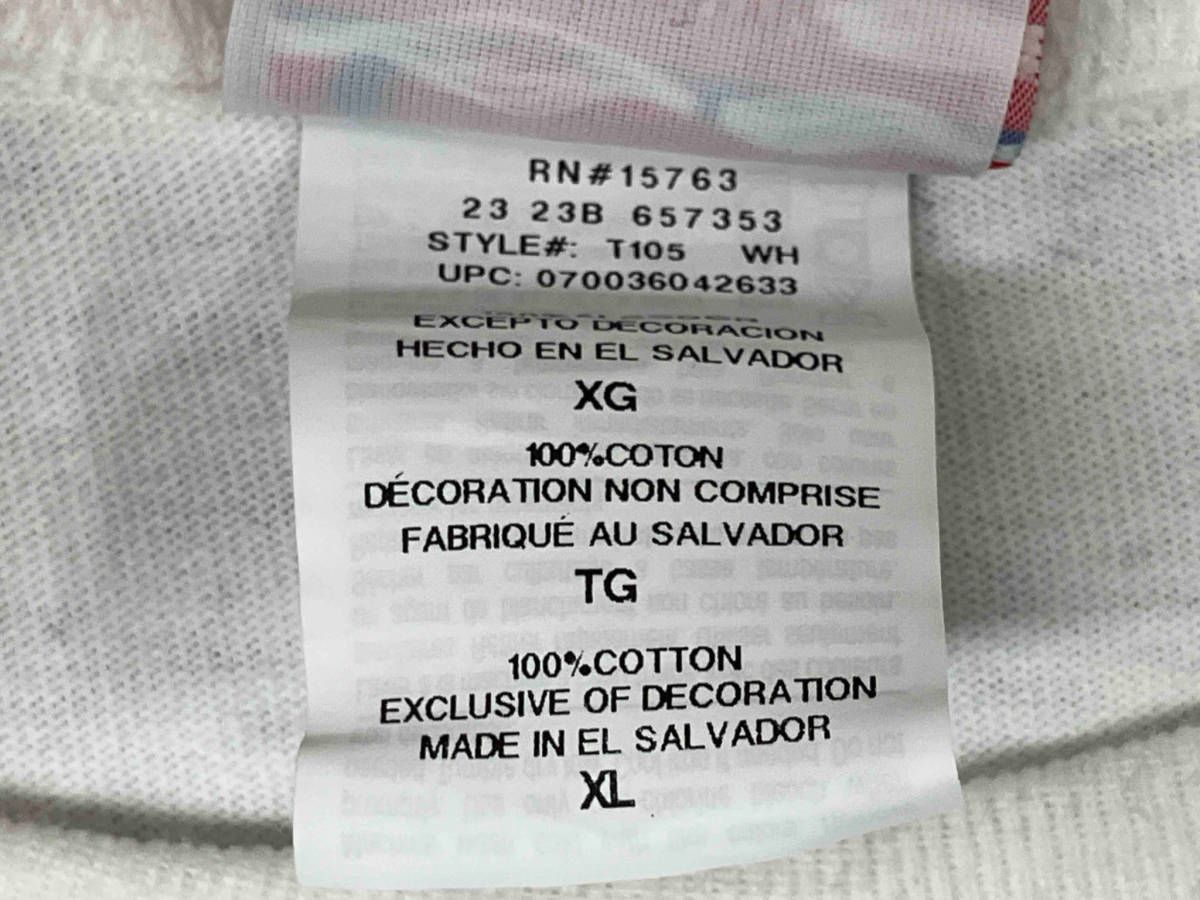 RN#15763
23 23B 657353
STYLE#: T105 WH
UPC: 070036042633
EXCEPTO DECORACION
HECHO EN EL SALVADOR
XG
100%COTON
DÉCORATION NON COMPRISE
FABRIQUÉ AU SALVADOR
TG
100%COTTON
EXCLUSIVE OF DECORATION
MADE IN EL SALVADOR
XL